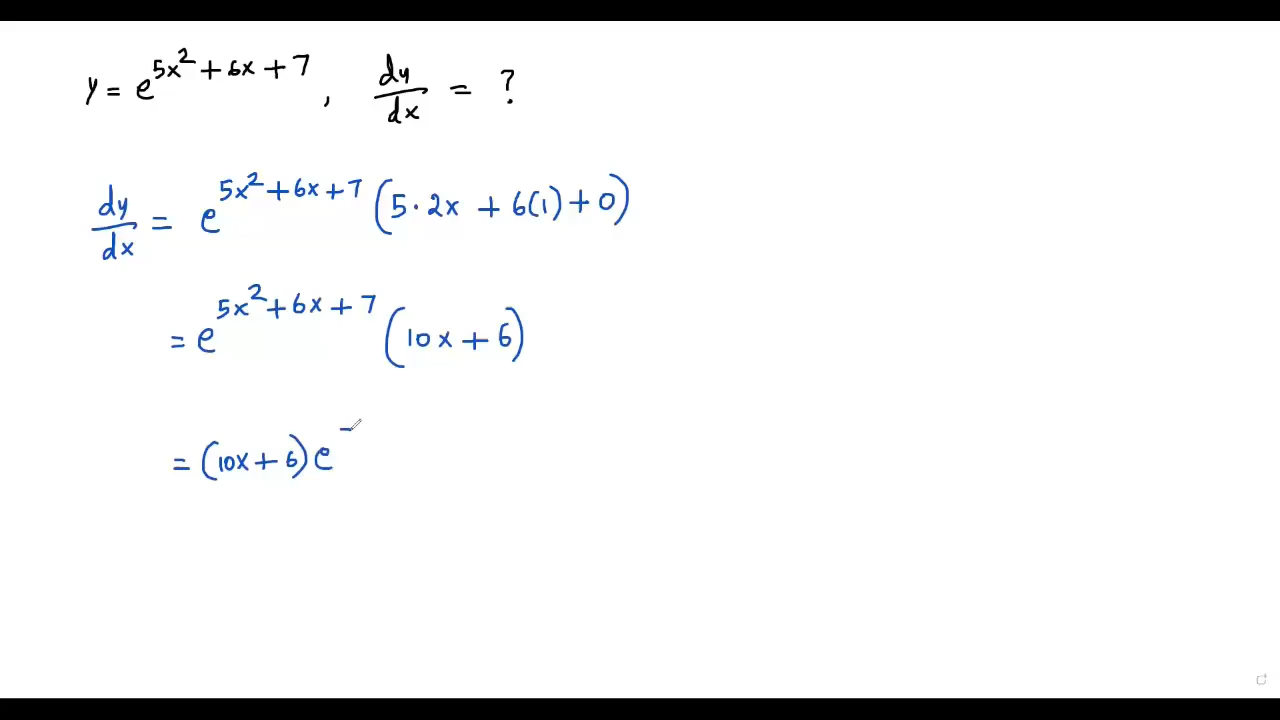 y = e^{5x^2 + 6x + 7} , dy/dx = ?
dy/dx = e^{5x^2 + 6x + 7} (5 · 2x + 6(1) + 0)
= e^{5x^2 + 6x + 7} (10x + 6)
= (10x + 6) e